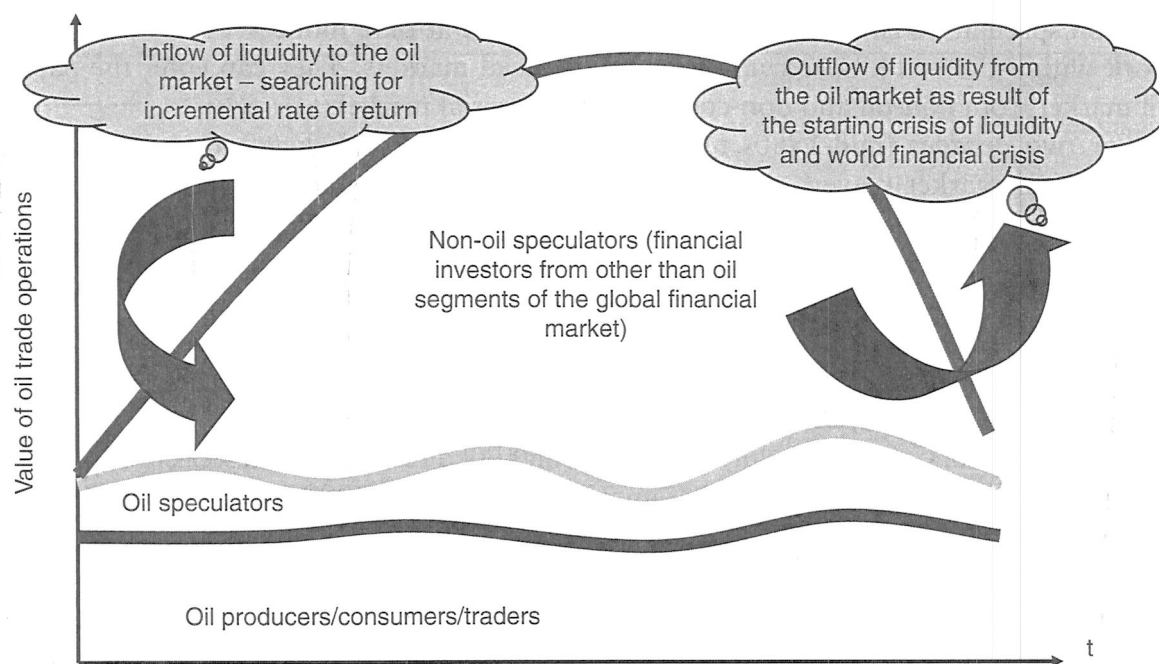 Inflow of liquidity to the oil
market – searching for
incremental rate of return
Outflow of liquidity from
the oil market as result of
the starting crisis of liquidity
and world financial crisis
Value of oil trade operations
Non-oil speculators (financial
investors from other than oil
segments of the global financial
market)
Oil speculators
Oil producers/consumers/traders
t